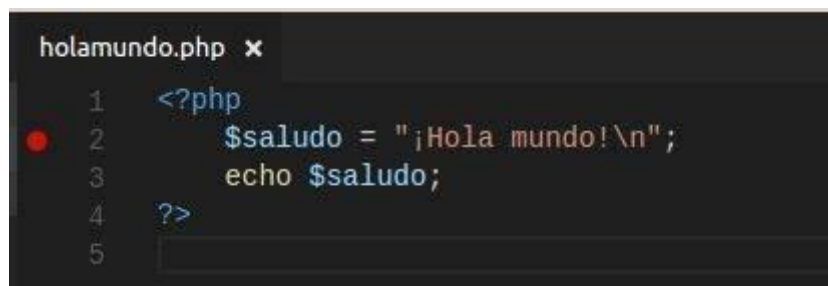 holamundo.php ×
1 <?php
2 $saludo = "¡Hola mundo!\n";
3 echo $saludo;
4 ?>
5